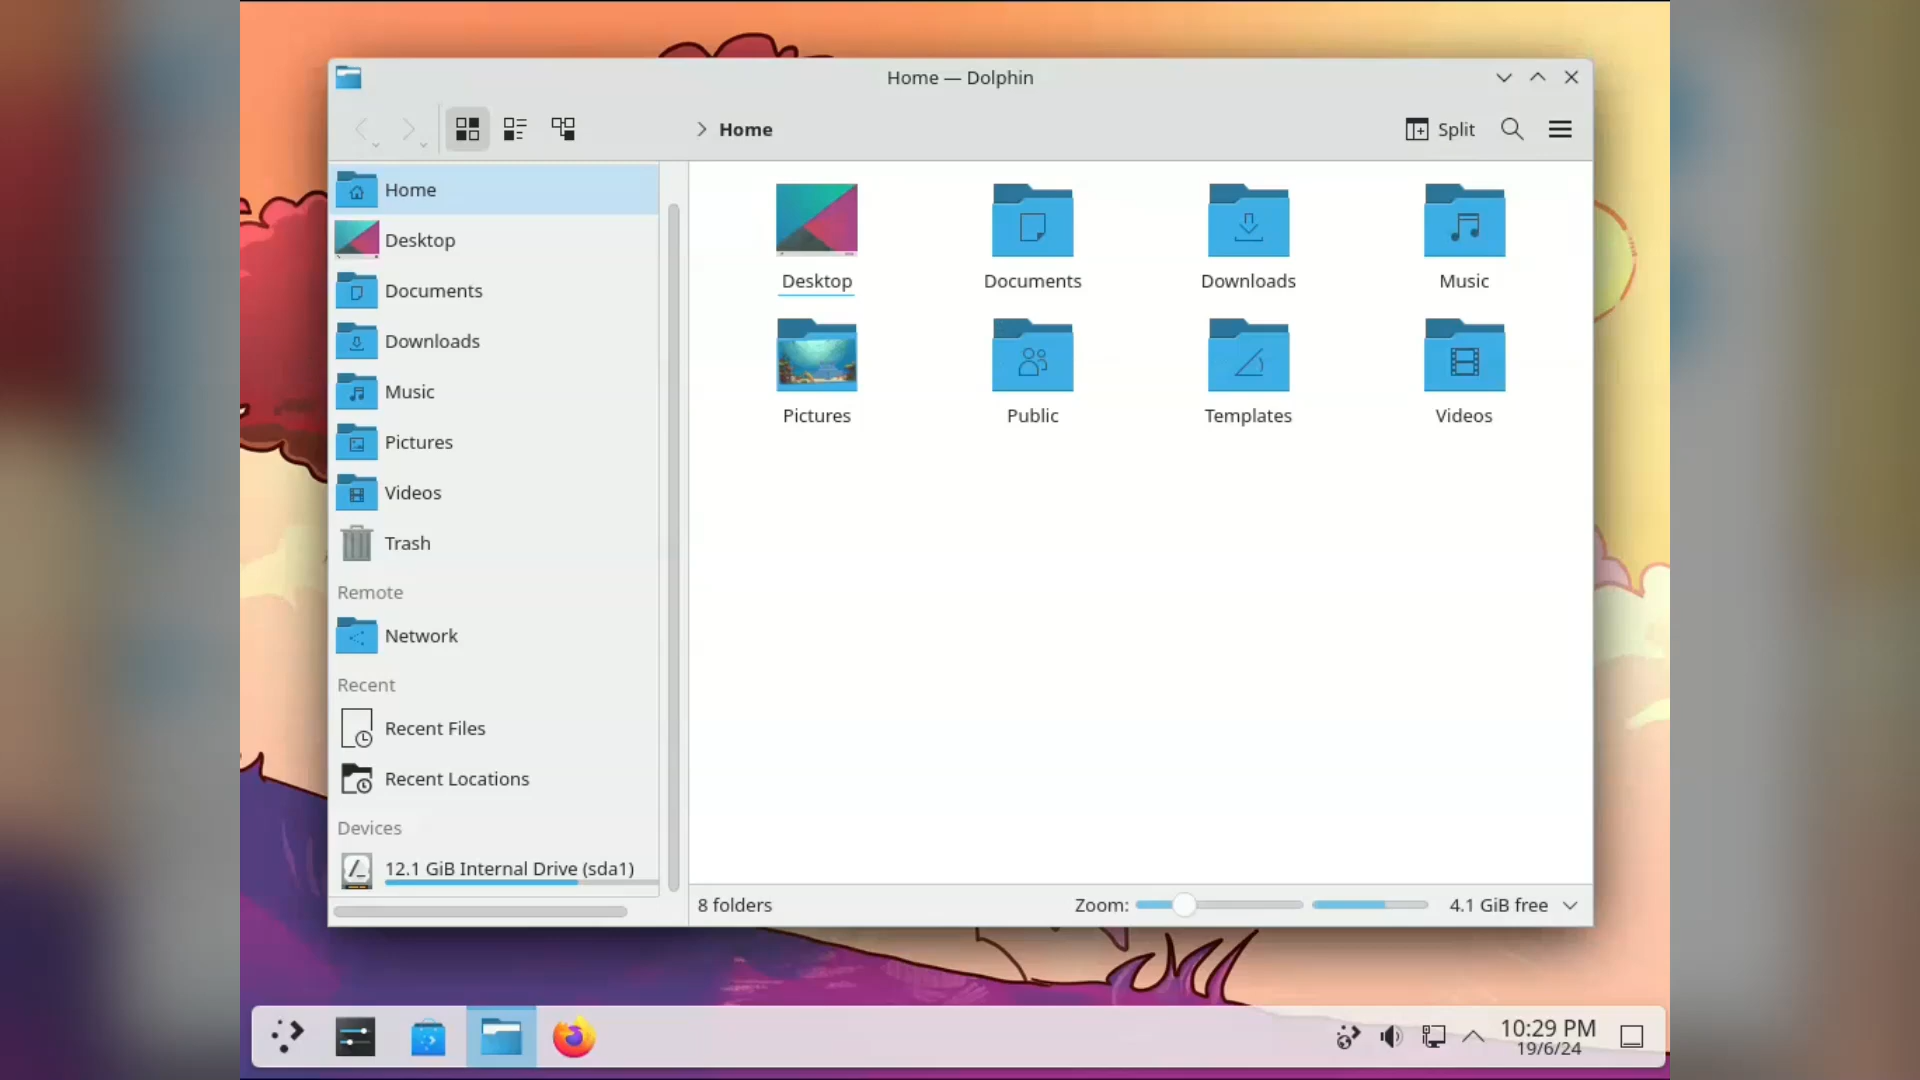 Home — Dolphin
Home
Split
Home
Desktop
Documents
Downloads
Music
Pictures
Videos
Trash
Remote
Network
Recent
Recent Files
Recent Locations
Devices
12.1 GiB Internal Drive (sda1)
Desktop
Documents
Downloads
Music
Pictures
Public
Templates
Videos
8 folders
Zoom:
4.1 GiB free
10:29 PM
19/6/24